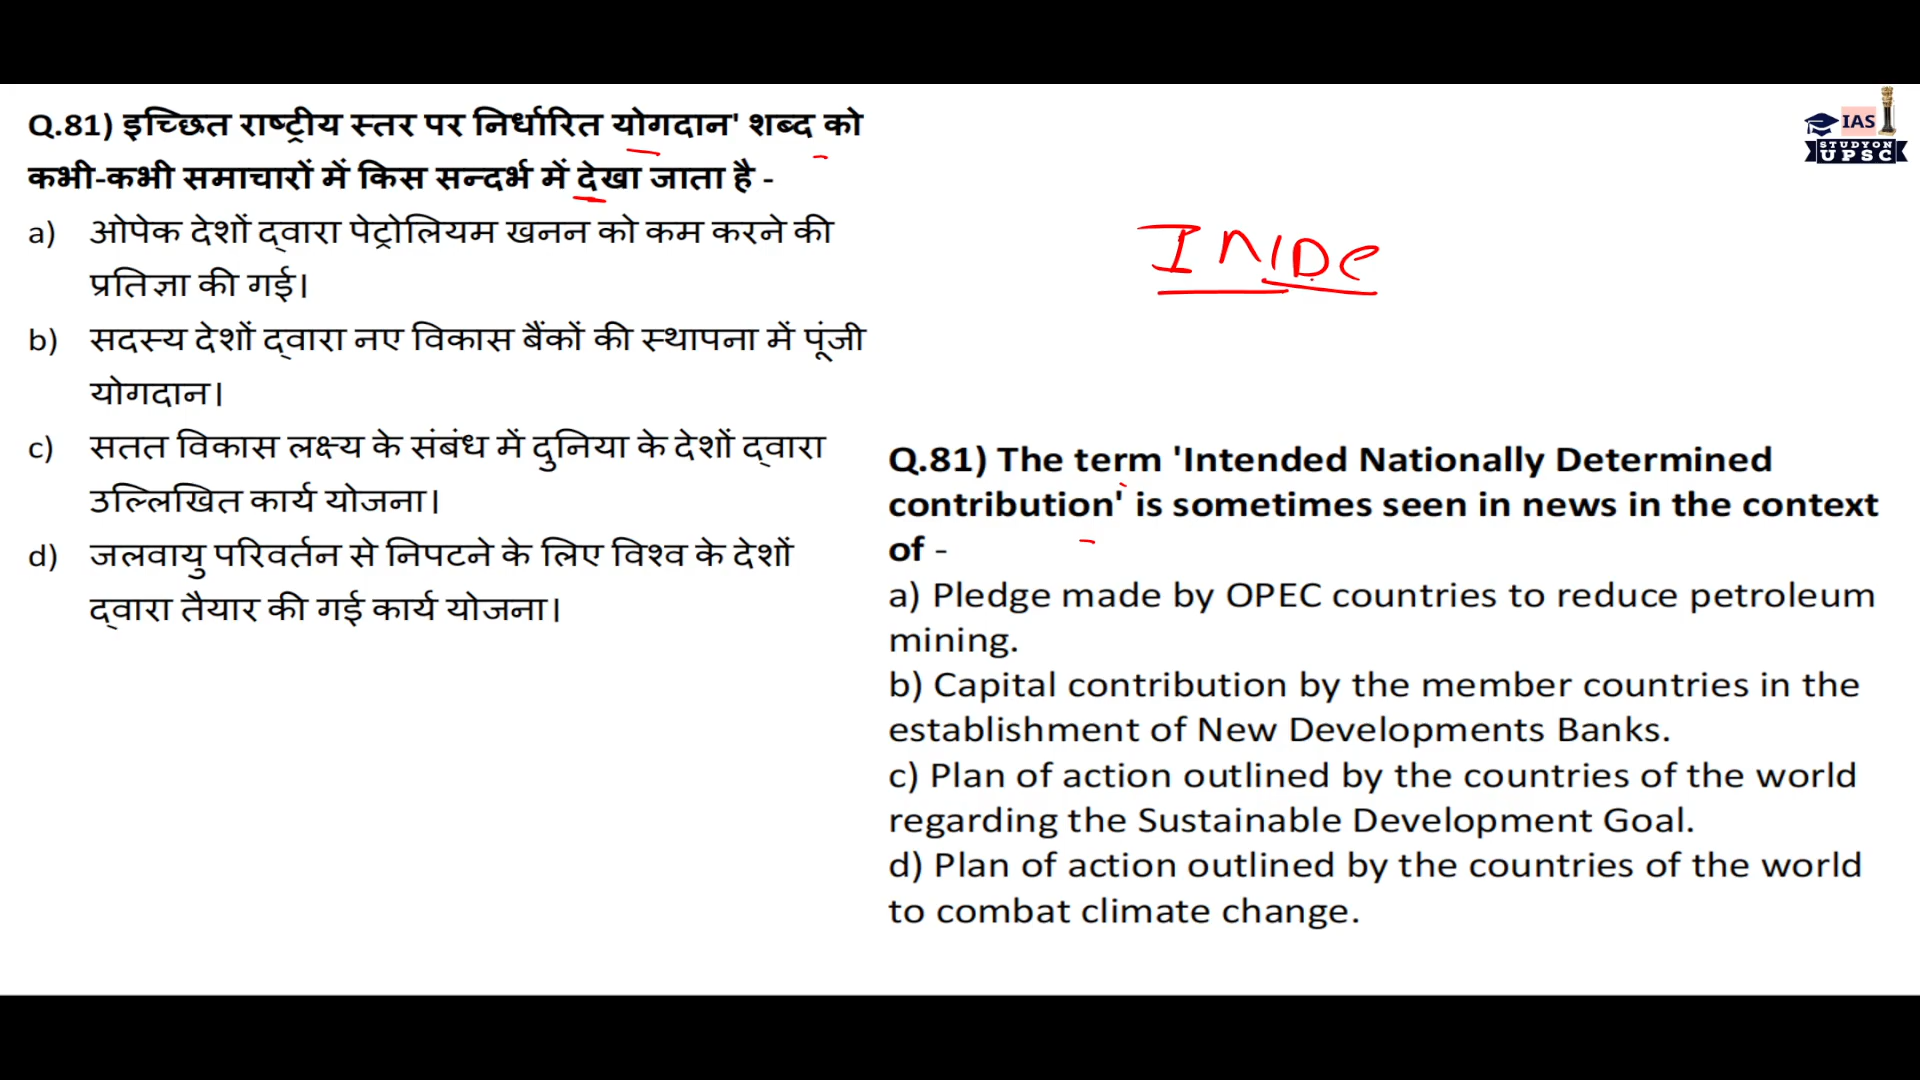 Q.81) इच्छित राष्ट्रीय स्तर पर निर्धारित योगदान' शब्द को
कभी-कभी समाचारों में किस सन्दर्भ में देखा जाता है -
a) ओपेक देशों द्वारा पेट्रोलियम खनन को कम करने की
प्रतिज्ञा की गई।
b) सदस्य देशों द्वारा नए विकास बैंकों की स्थापना में पूंजी
योगदान।
c) सतत विकास लक्ष्य के संबंध में दुनिया के देशों द्वारा
उल्लिखित कार्य योजना।
d) जलवायु परिवर्तन से निपटने के लिए विश्व के देशों
द्वारा तैयार की गई कार्य योजना।
IAS
STUDYON
UPSC
INDC
Q.81) The term 'Intended Nationally Determined
contribution' is sometimes seen in news in the context
of -
a) Pledge made by OPEC countries to reduce petroleum
mining.
b) Capital contribution by the member countries in the
establishment of New Developments Banks.
c) Plan of action outlined by the countries of the world
regarding the Sustainable Development Goal.
d) Plan of action outlined by the countries of the world
to combat climate change.